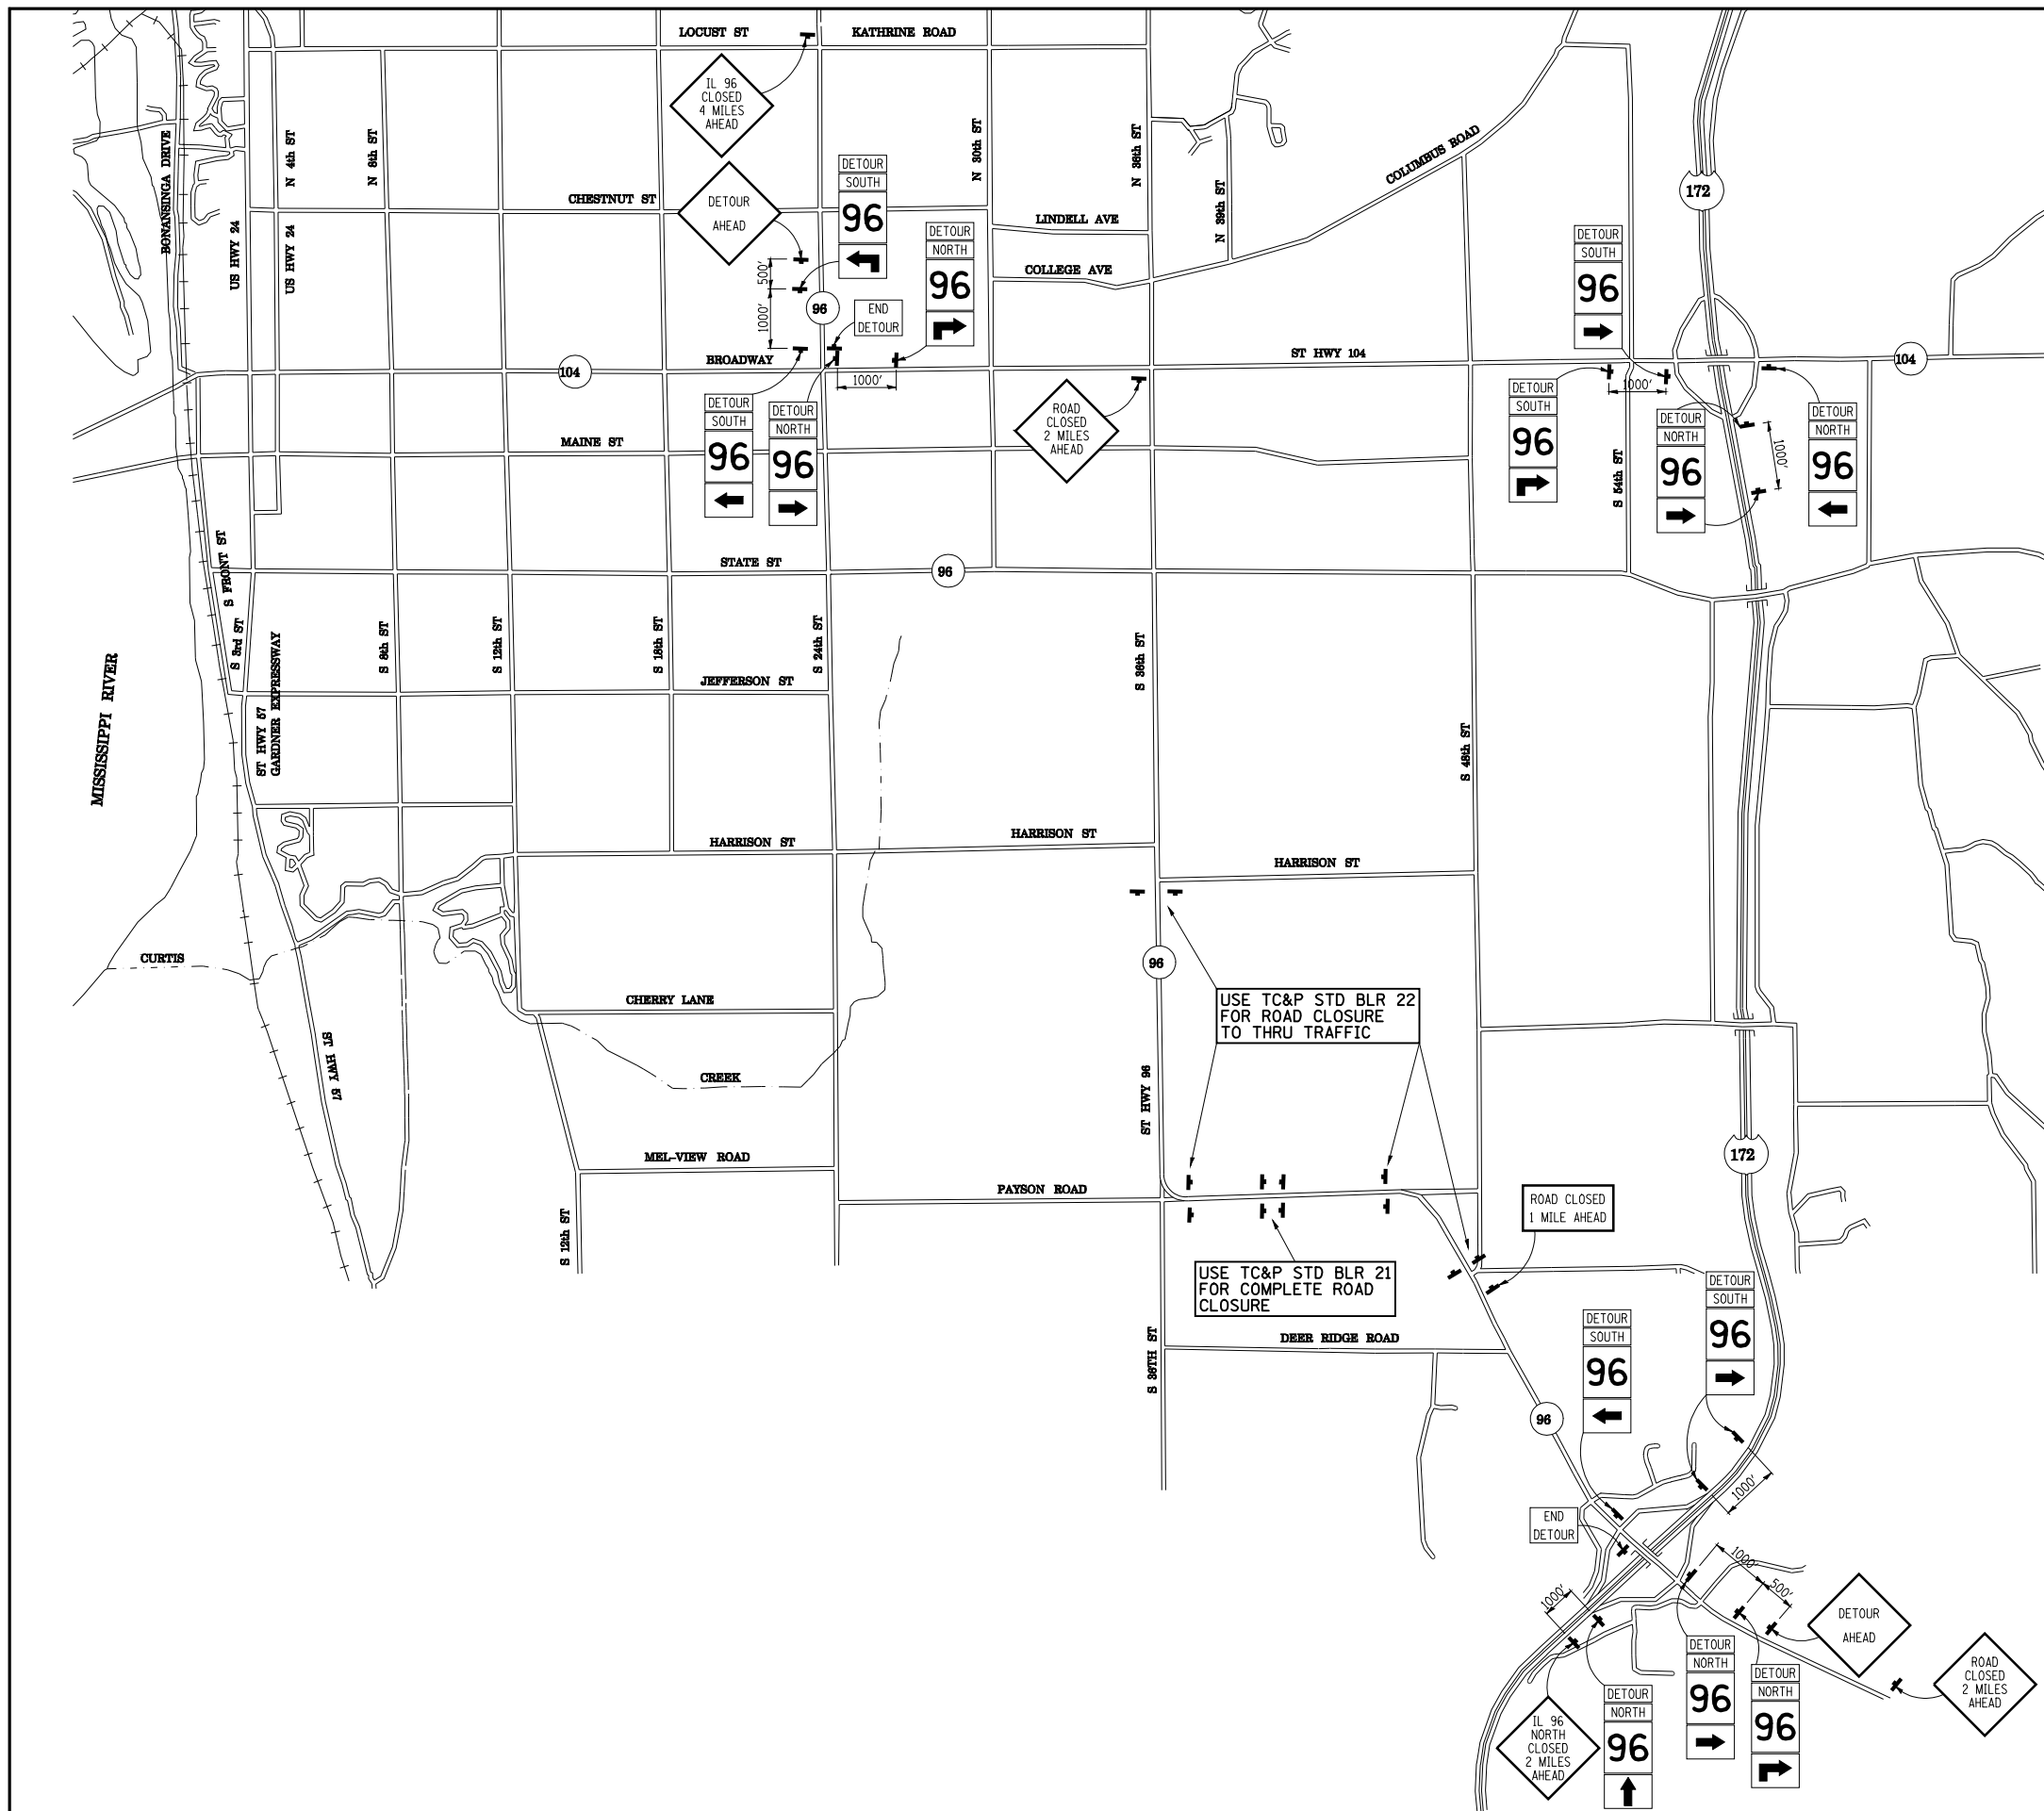 LOCUST ST
KATHRINE ROAD
IL 96
CLOSED
4 MILES
AHEAD
BONANSINGA DRIVE
N 4th ST
N 8th ST
N 30th ST
N 36th ST
N 39th ST
COLUMBUS ROAD
172
US HWY 24
US HWY 24
CHESTNUT ST
DETOUR
AHEAD
DETOUR
SOUTH
96
DETOUR
NORTH
96
LINDELL AVE
COLLEGE AVE
500'
1000'
96
END
DETOUR
DETOUR
SOUTH
96
BROADWAY
104
1000'
ST HWY 104
104
DETOUR
SOUTH
96
DETOUR
NORTH
96
ROAD
CLOSED
2 MILES
AHEAD
DETOUR
SOUTH
96
1000'
S 54th ST
DETOUR
NORTH
96
1000'
DETOUR
NORTH
96
MAINE ST
STATE ST
96
S FRONT ST
S 3rd ST
ST HWY 57
GARDNER EXPRESSWAY
S 8th ST
S 12th ST
S 18th ST
S 24th ST
S 36th ST
S 48th ST
MISSISSIPPI RIVER
JEFFERSON ST
HARRISON ST
HARRISON ST
HARRISON ST
CURTIS
96
CHERRY LANE
USE TC&P STD BLR 22
FOR ROAD CLOSURE
TO THRU TRAFFIC
ST HWY 57
CREEK
ST HWY 96
MEL-VIEW ROAD
172
PAYSON ROAD
ROAD CLOSED
1 MILE AHEAD
S 12th ST
USE TC&P STD BLR 21
FOR COMPLETE ROAD
CLOSURE
S 36TH ST
DEER RIDGE ROAD
DETOUR
SOUTH
96
DETOUR
SOUTH
96
96
1000'
END
DETOUR
1000'
500'
1000'
DETOUR
AHEAD
ROAD
CLOSED
2 MILES
AHEAD
DETOUR
NORTH
96
DETOUR
NORTH
96
DETOUR
NORTH
96
IL 96
NORTH
CLOSED
2 MILES
AHEAD